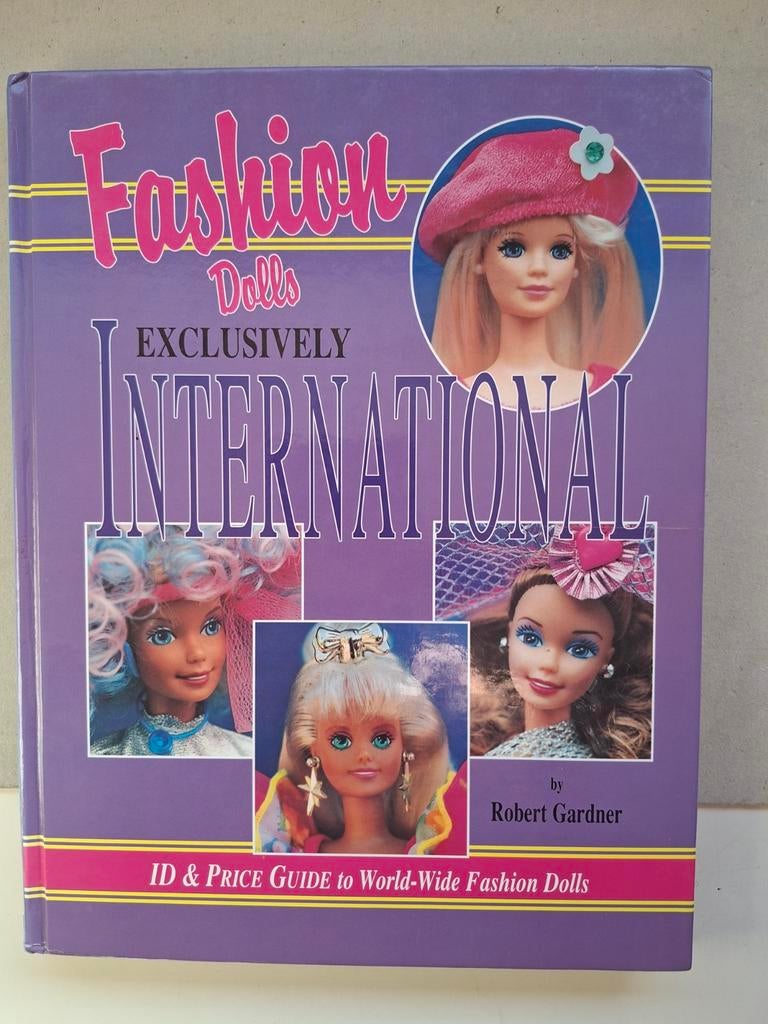 Fashion
Dolls
EXCLUSIVELY
INTERNATIONAL
by
Robert Gardner
ID & PRICE GUIDE to World-Wide Fashion Dolls